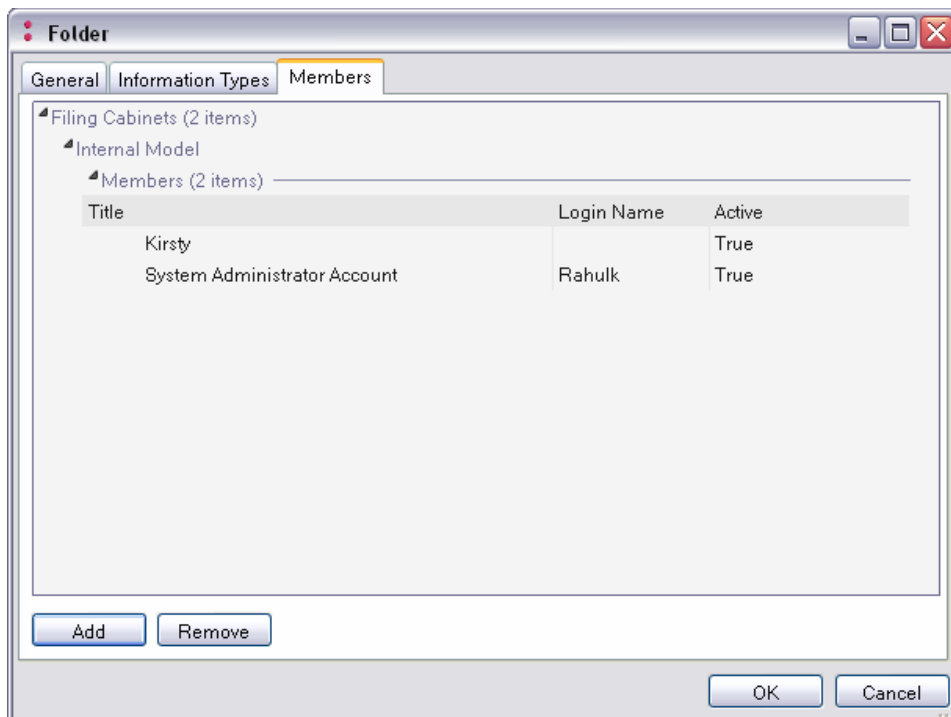 Folder
General Information Types Members
Filing Cabinets (2 items)
Internal Model
Members (2 items)
Title Login Name Active
Kirsty True
System Administrator Account Rahulk True
Add Remove
OK Cancel